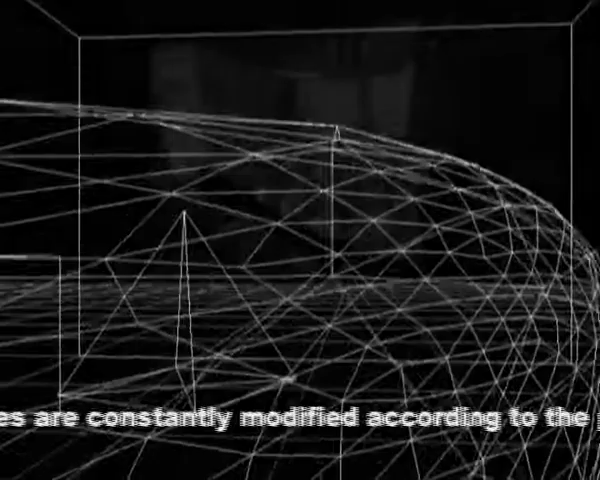 es are constantly modified according to the